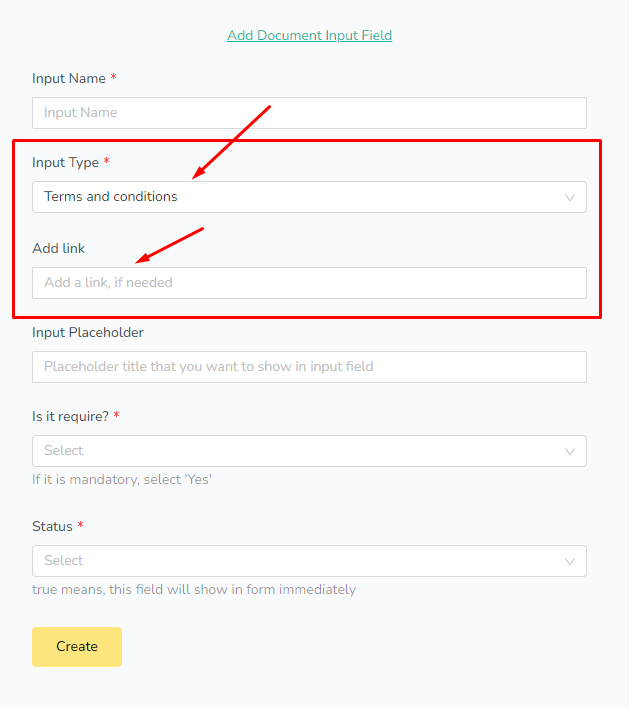 Add Document Input Field
Input Name *
Input Name
Input Type *
Terms and conditions
Add link
Add a link, if needed
Input Placeholder
Placeholder title that you want to show in input field
Is it require? *
Select
If it is mandatory, select 'Yes'
Status *
Select
true means, this field will show in form immediately
Create